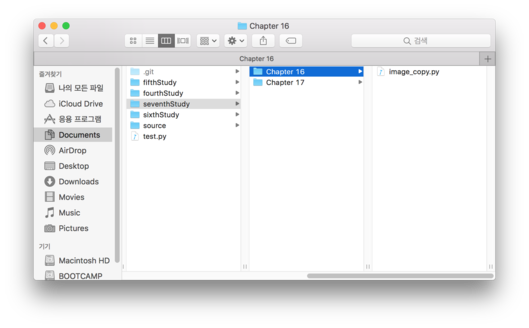 Chapter 16
검색
Chapter 16
즐겨찾기
나의 모든 파일
iCloud Drive
응용 프로그램
Documents
AirDrop
Desktop
Downloads
Movies
Music
Pictures
기기
Macintosh HD
BOOTCAMP
.git
fifthStudy
fourthStudy
seventhStudy
sixthStudy
source
test.py
Chapter 16
Chapter 17
image_copy.py